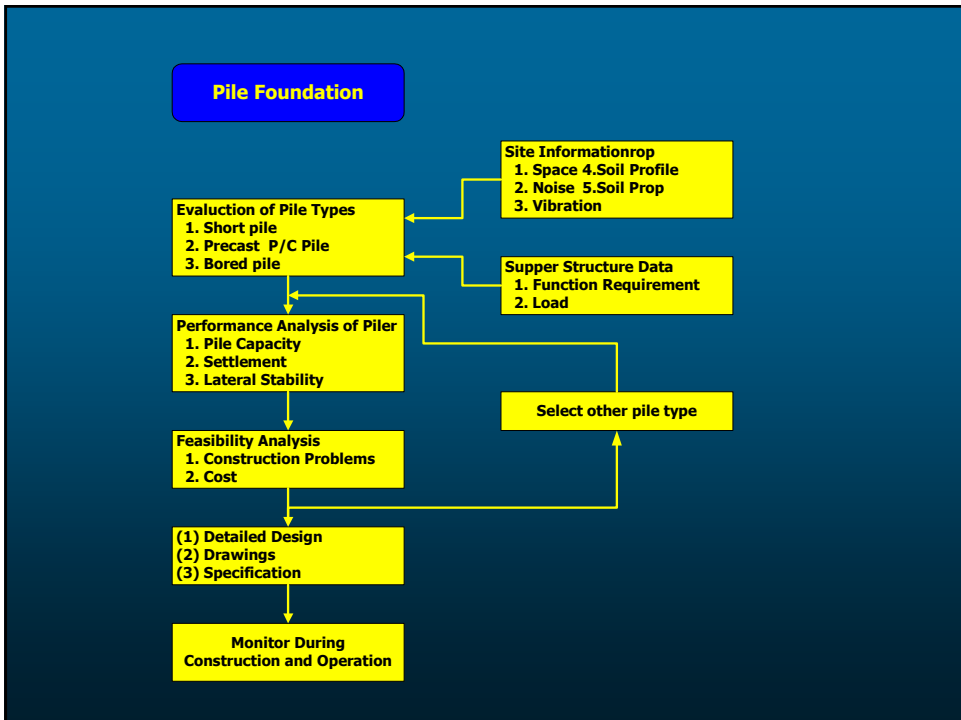 Pile Foundation
Site Informationrop
1. Space 4.Soil Profile
2. Noise 5.Soil Prop
3. Vibration
Evaluction of Pile Types
1. Short pile
2. Precast P/C Pile
3. Bored pile
Supper Structure Data
1. Function Requirement
2. Load
Performance Analysis of Piler
1. Pile Capacity
2. Settlement
3. Lateral Stability
Select other pile type
Feasibility Analysis
1. Construction Problems
2. Cost
(1) Detailed Design
(2) Drawings
(3) Specification
Monitor During
Construction and Operation